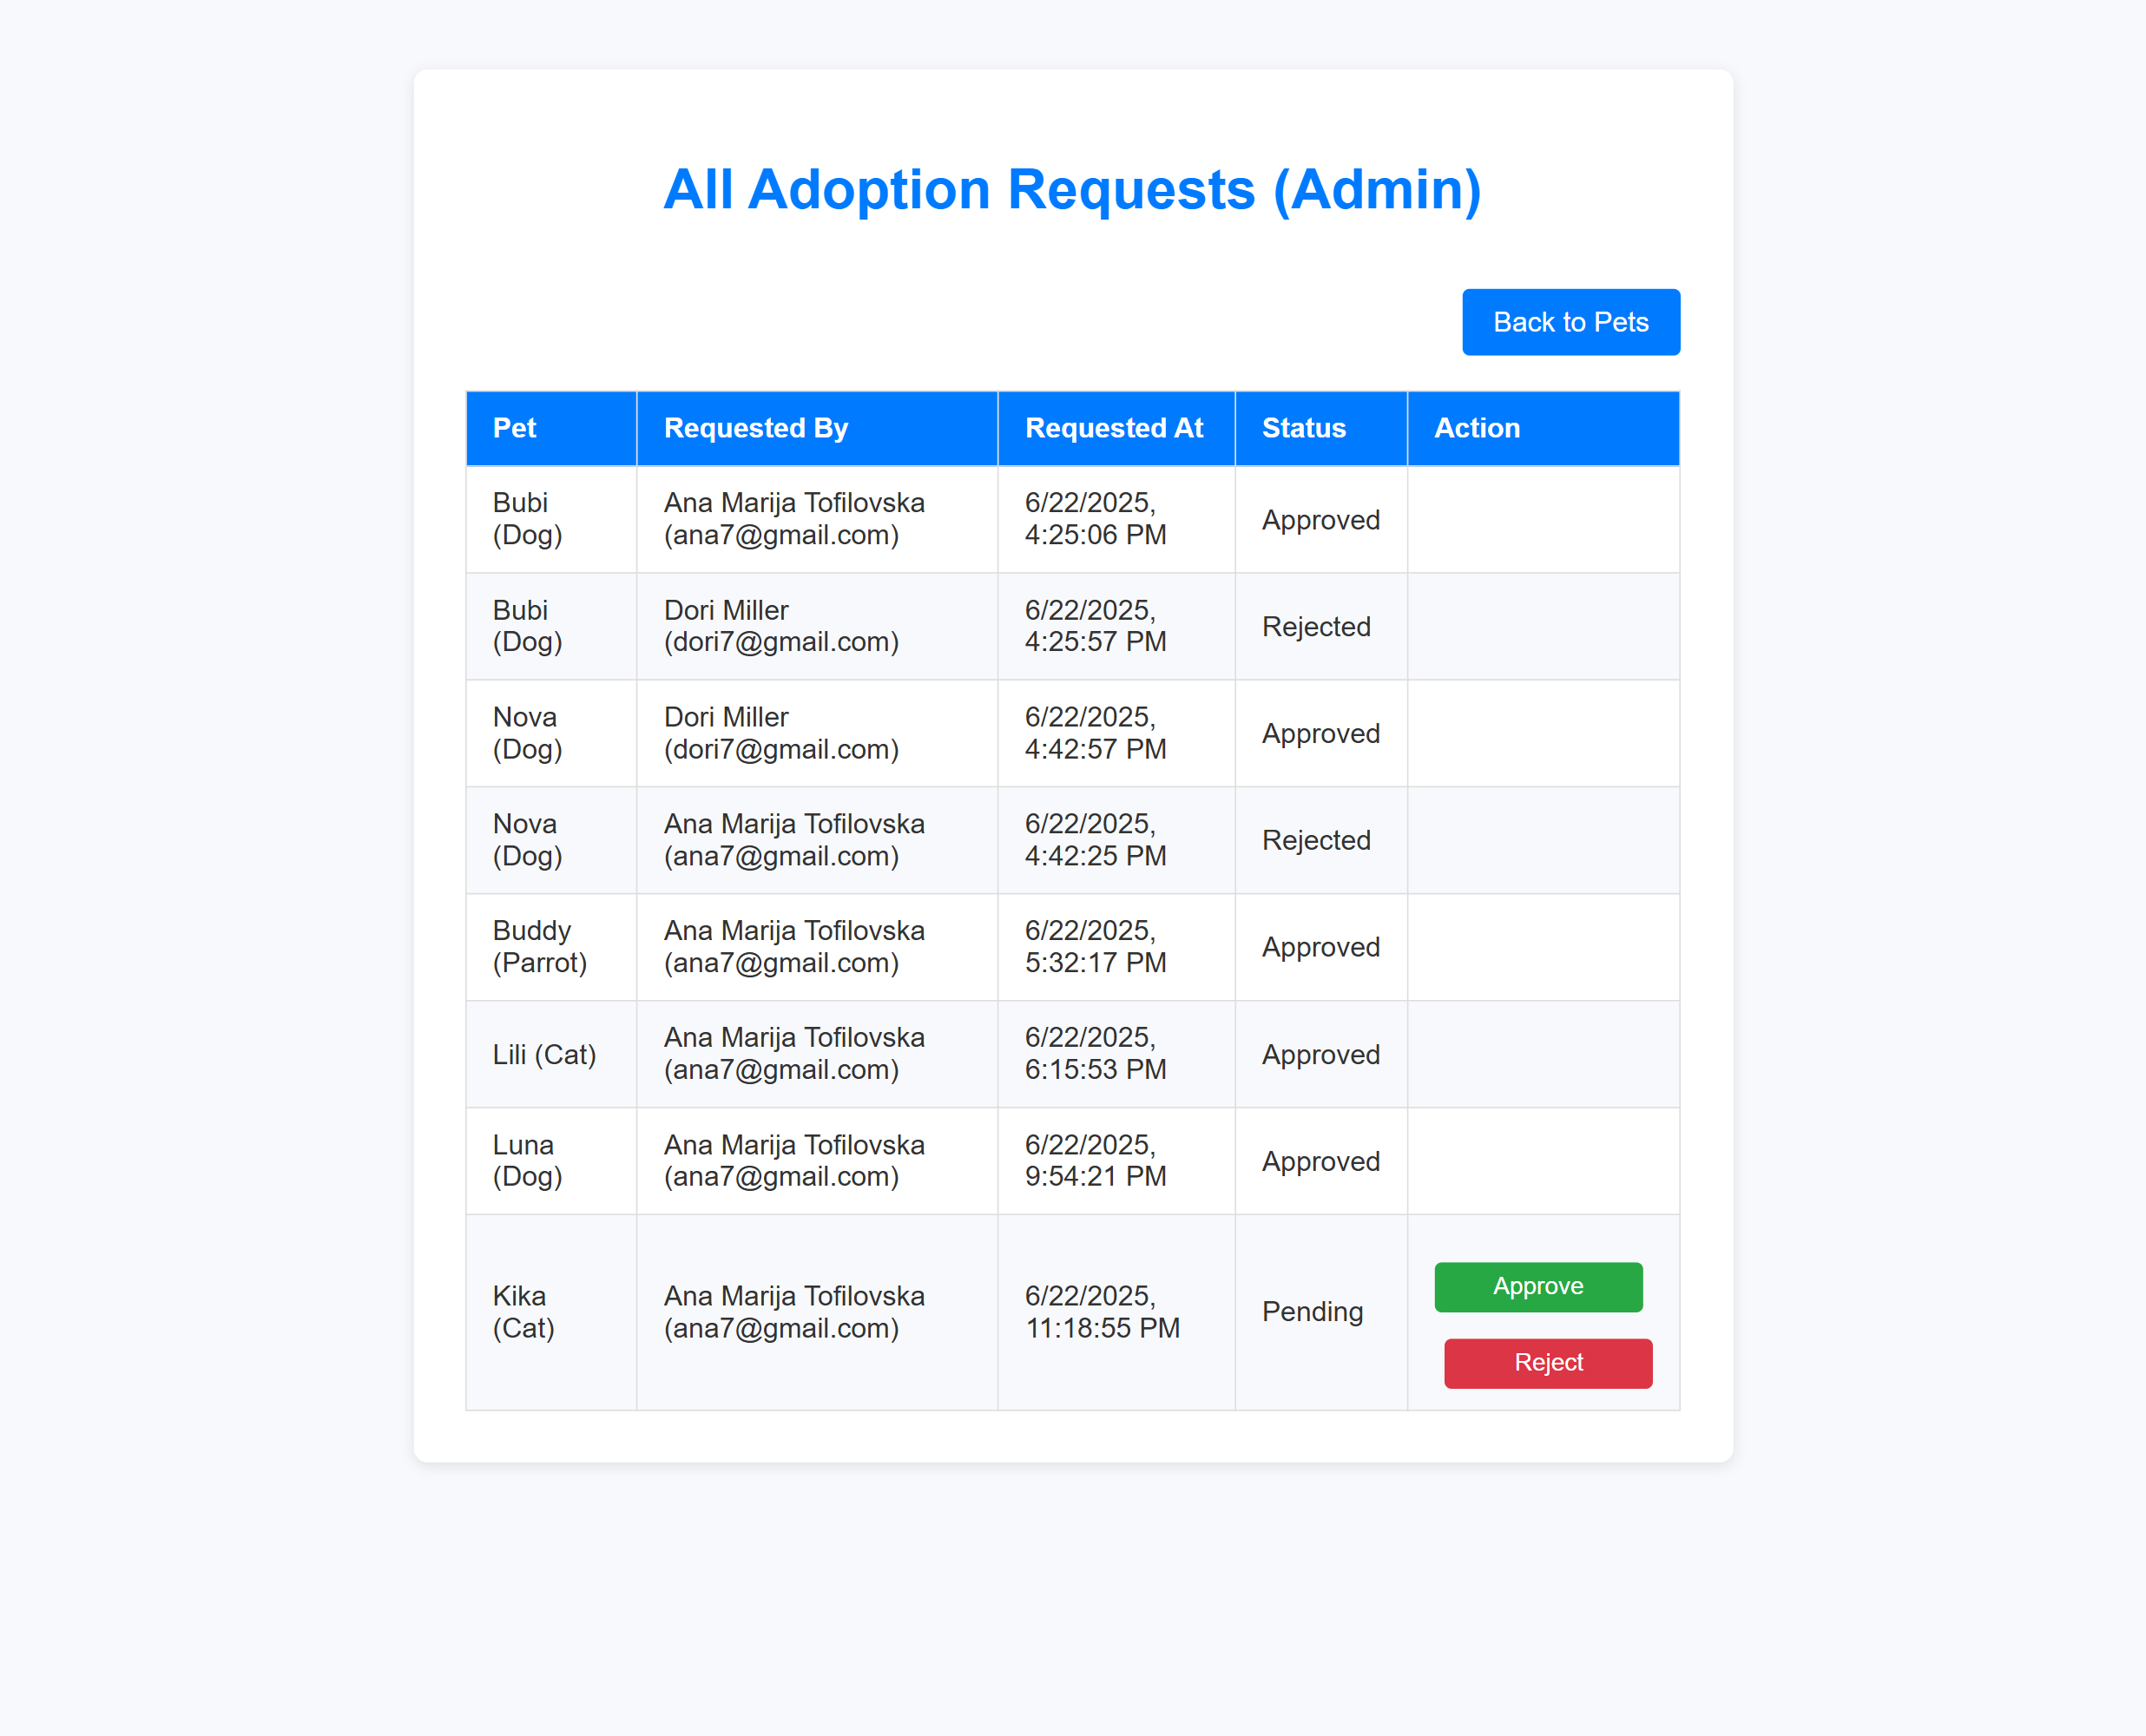 All Adoption Requests (Admin)
Back to Pets
Pet Requested By Requested At Status Action
Bubi
(Dog)
Ana Marija Tofilovska
(ana7@gmail.com)
6/22/2025,
4:25:06 PM
Approved
Bubi
(Dog)
Dori Miller
(dori7@gmail.com)
6/22/2025,
4:25:57 PM
Rejected
Nova
(Dog)
Dori Miller
(dori7@gmail.com)
6/22/2025,
4:42:57 PM
Approved
Nova
(Dog)
Ana Marija Tofilovska
(ana7@gmail.com)
6/22/2025,
4:42:25 PM
Rejected
Buddy
(Parrot)
Ana Marija Tofilovska
(ana7@gmail.com)
6/22/2025,
5:32:17 PM
Approved
Lili (Cat)
Ana Marija Tofilovska
(ana7@gmail.com)
6/22/2025,
6:15:53 PM
Approved
Luna
(Dog)
Ana Marija Tofilovska
(ana7@gmail.com)
6/22/2025,
9:54:21 PM
Approved
Kika
(Cat)
Ana Marija Tofilovska
(ana7@gmail.com)
6/22/2025,
11:18:55 PM
Pending
Approve
Reject